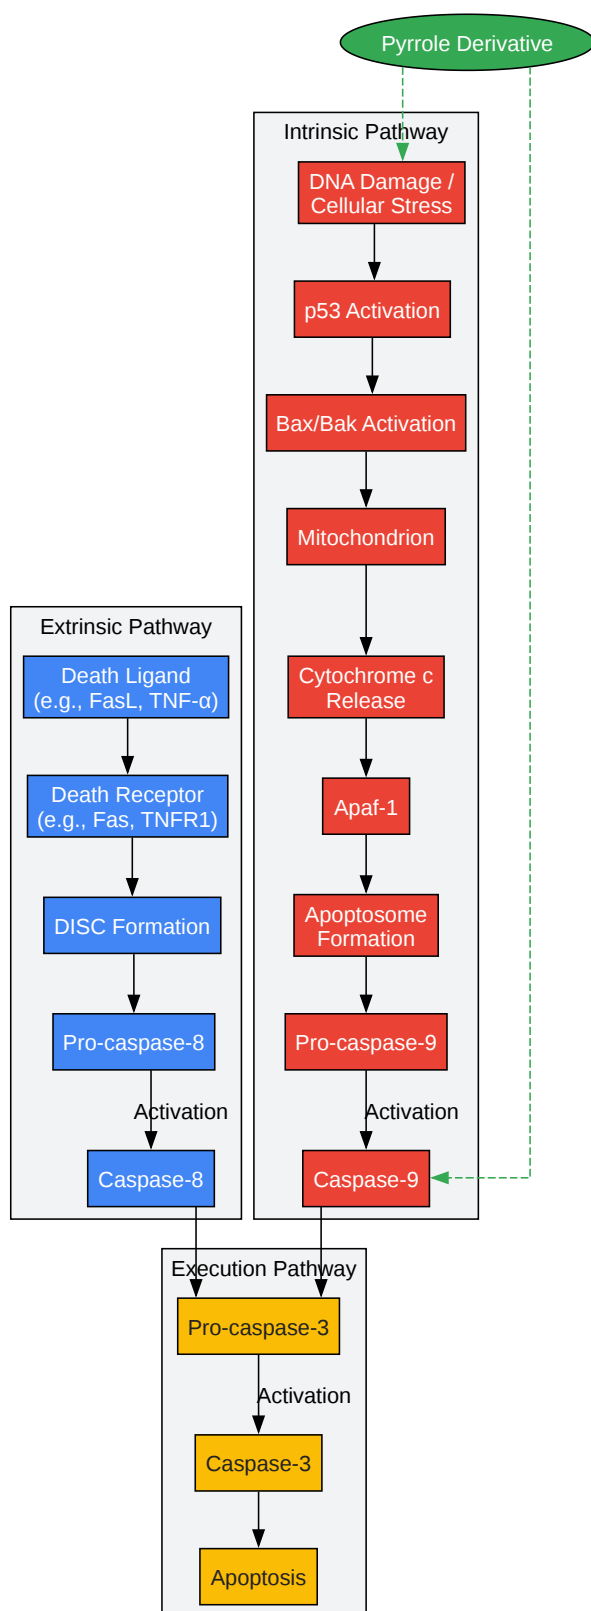 Pyrrole Derivative
Intrinsic Pathway
DNA Damage /
Cellular Stress
p53 Activation
Bax/Bak Activation
Mitochondrion
Cytochrome c
Release
Apaf-1
Apoptosome
Formation
Pro-caspase-9
Activation
Caspase-9
Extrinsic Pathway
Death Ligand
(e.g., FasL, TNF-α)
Death Receptor
(e.g., Fas, TNFR1)
DISC Formation
Pro-caspase-8
Activation
Caspase-8
Execution Pathway
Pro-caspase-3
Activation
Caspase-3
Apoptosis